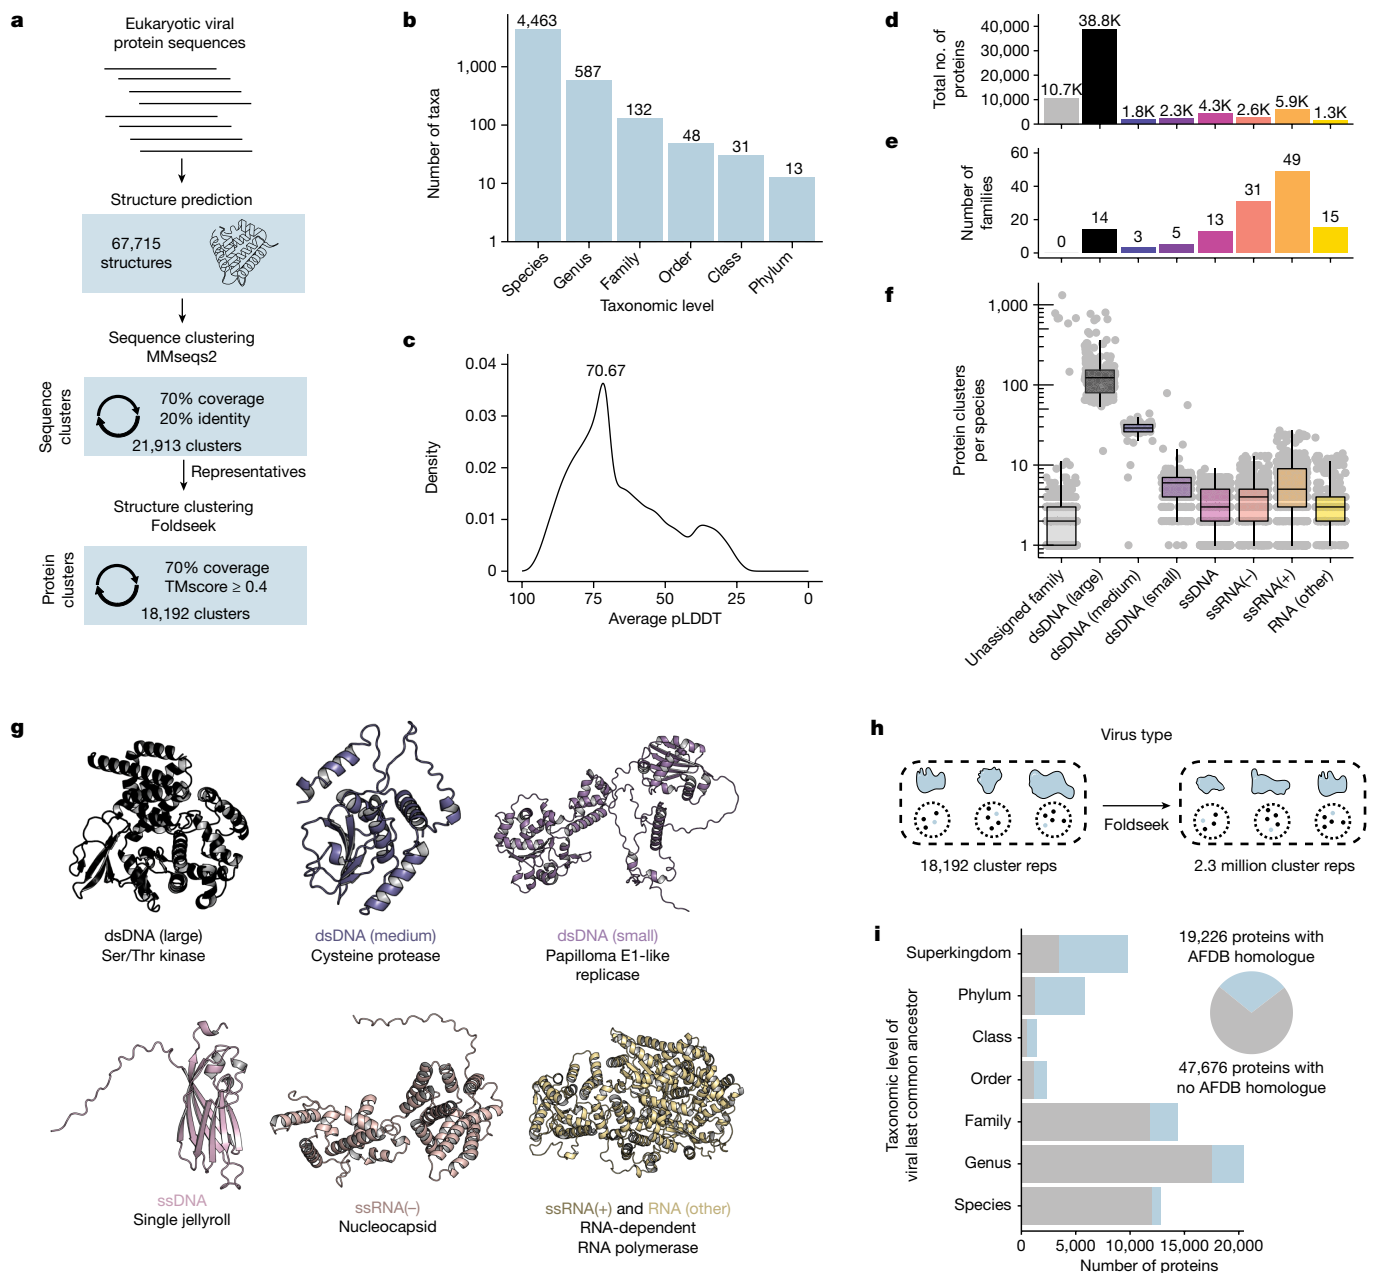 a
Eukaryotic viral
protein sequences
Structure prediction
67,715
structures
Sequence clustering
MMseqs2
Sequence
clusters
70% coverage
20% identity
21,913 clusters
Representatives
Structure clustering
Foldseek
Protein
clusters
70% coverage
TMscore ≥ 0.4
18,192 clusters
b
Number of taxa
1,000
100
10
1
4,463
587
132
48
31
13
Species
Genus
Family
Order
Class
Phylum
Taxonomic level
c
Density
0.04
0.03
0.02
0.01
0
70.67
100
75
50
25
0
Average pLDDT
d
Total no. of
proteins
40,000
30,000
20,000
10,000
0
10.7K
38.8K
1.8K
2.3K
4.3K
2.6K
5.9K
1.3K
e
Number of
families
60
40
20
0
0
14
3
5
13
31
49
15
f
Protein clusters
per species
1,000
100
10
1
Unassigned family
dsDNA (large)
dsDNA (medium)
dsDNA (small)
ssDNA
ssRNA(−)
ssRNA(+)
RNA (other)
g
dsDNA (large)
Ser/Thr kinase
dsDNA (medium)
Cysteine protease
dsDNA (small)
Papilloma E1-like
replicase
ssDNA
Single jellyroll
ssRNA(−)
Nucleocapsid
ssRNA(+) and RNA (other)
RNA-dependent
RNA polymerase
h
Virus type
Foldseek
18,192 cluster reps
2.3 million cluster reps
i
Taxonomic level of
viral last common ancestor
Superkingdom
Phylum
Class
Order
Family
Genus
Species
0
5,000
10,000
15,000
20,000
Number of proteins
19,226 proteins with
AFDB homologue
47,676 proteins with
no AFDB homologue